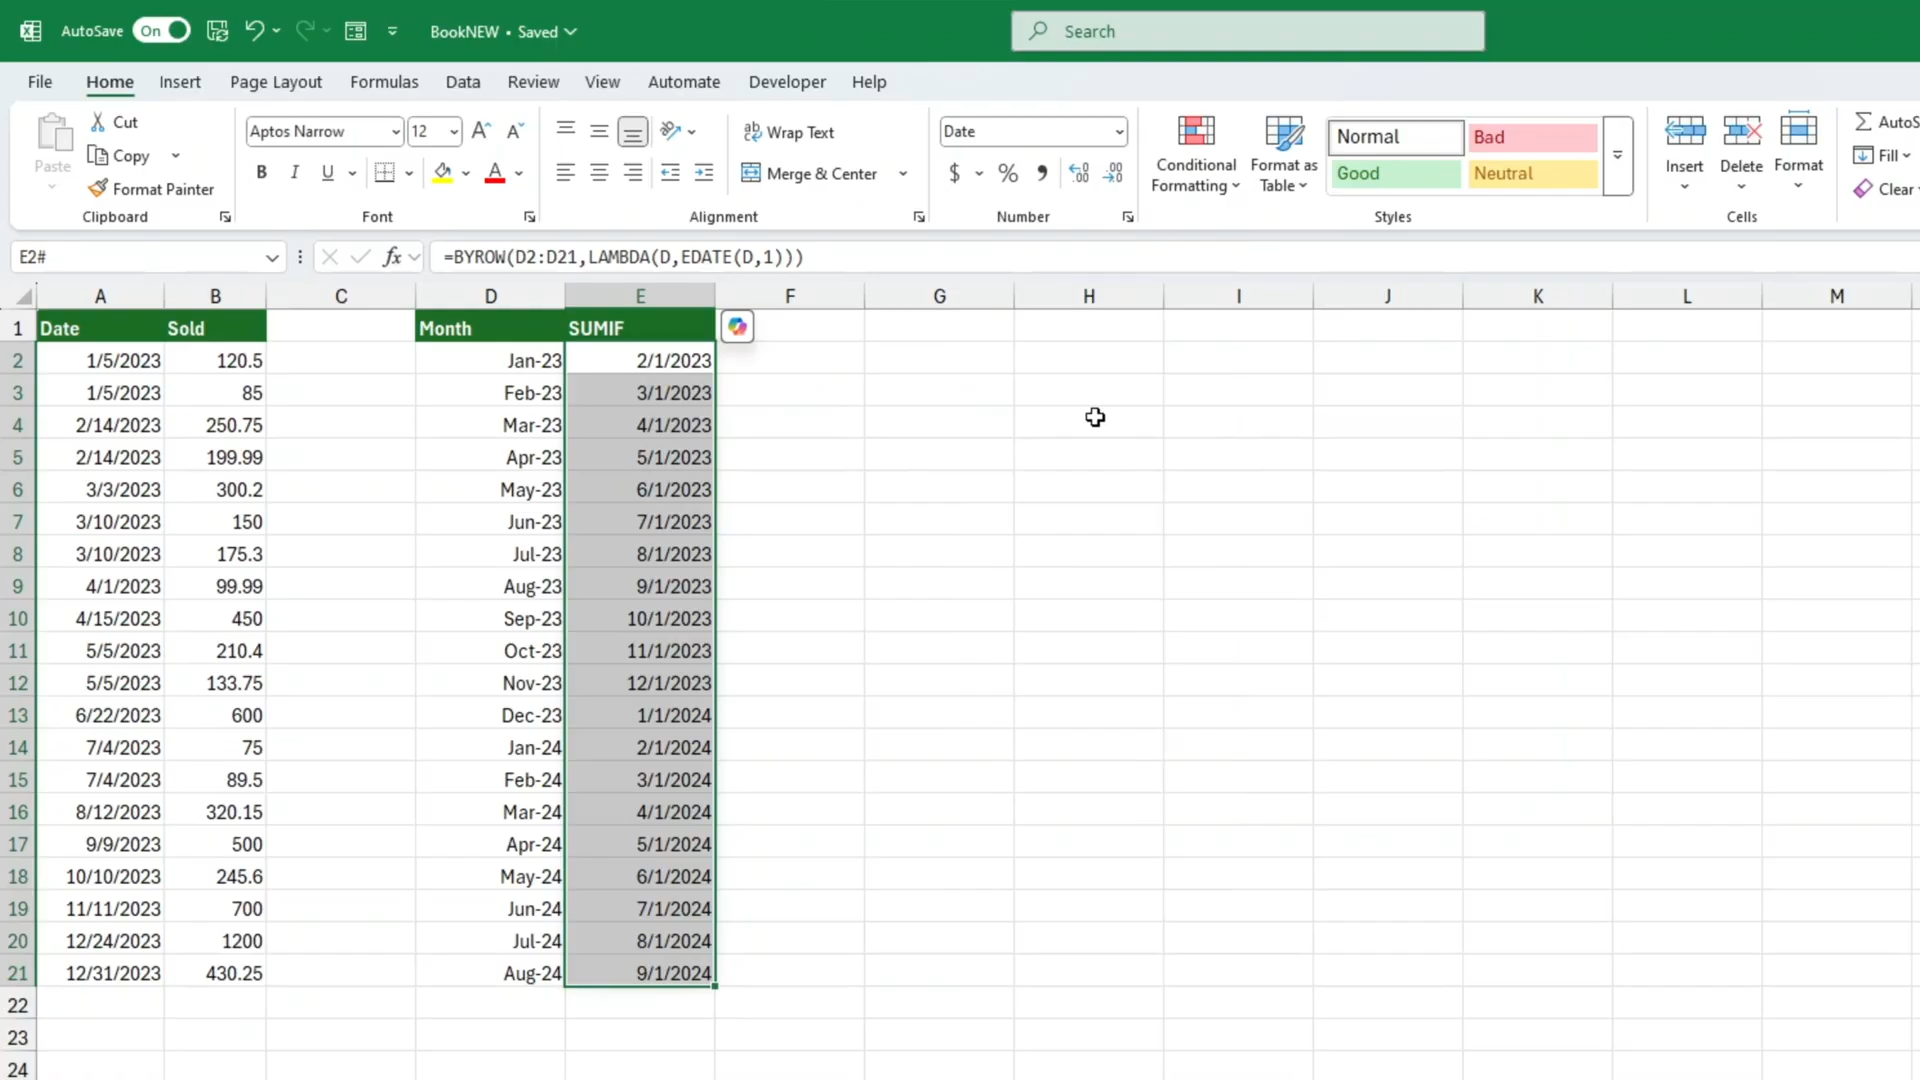 AutoSave On BookNEW • Saved Search
File Home Insert Page Layout Formulas Data Review View Automate Developer Help
Paste Cut Copy Format Painter Clipboard
Aptos Narrow 12 B I U Font
Wrap Text Merge & Center Alignment
Date $ % Number
Conditional Formatting Format as Table Normal Bad Good Neutral Styles
Insert Delete Format Cells
AutoS Fill Clear
E2# fx =BYROW(D2:D21,LAMBDA(D,EDATE(D,1)))
A B C D E F G H I J K L M
1 Date Sold Month SUMIF
2 1/5/2023 120.5 Jan-23 2/1/2023
3 1/5/2023 85 Feb-23 3/1/2023
4 2/14/2023 250.75 Mar-23 4/1/2023
5 2/14/2023 199.99 Apr-23 5/1/2023
6 3/3/2023 300.2 May-23 6/1/2023
7 3/10/2023 150 Jun-23 7/1/2023
8 3/10/2023 175.3 Jul-23 8/1/2023
9 4/1/2023 99.99 Aug-23 9/1/2023
10 4/15/2023 450 Sep-23 10/1/2023
11 5/5/2023 210.4 Oct-23 11/1/2023
12 5/5/2023 133.75 Nov-23 12/1/2023
13 6/22/2023 600 Dec-23 1/1/2024
14 7/4/2023 75 Jan-24 2/1/2024
15 7/4/2023 89.5 Feb-24 3/1/2024
16 8/12/2023 320.15 Mar-24 4/1/2024
17 9/9/2023 500 Apr-24 5/1/2024
18 10/10/2023 245.6 May-24 6/1/2024
19 11/11/2023 700 Jun-24 7/1/2024
20 12/24/2023 1200 Jul-24 8/1/2024
21 12/31/2023 430.25 Aug-24 9/1/2024
22
23
24